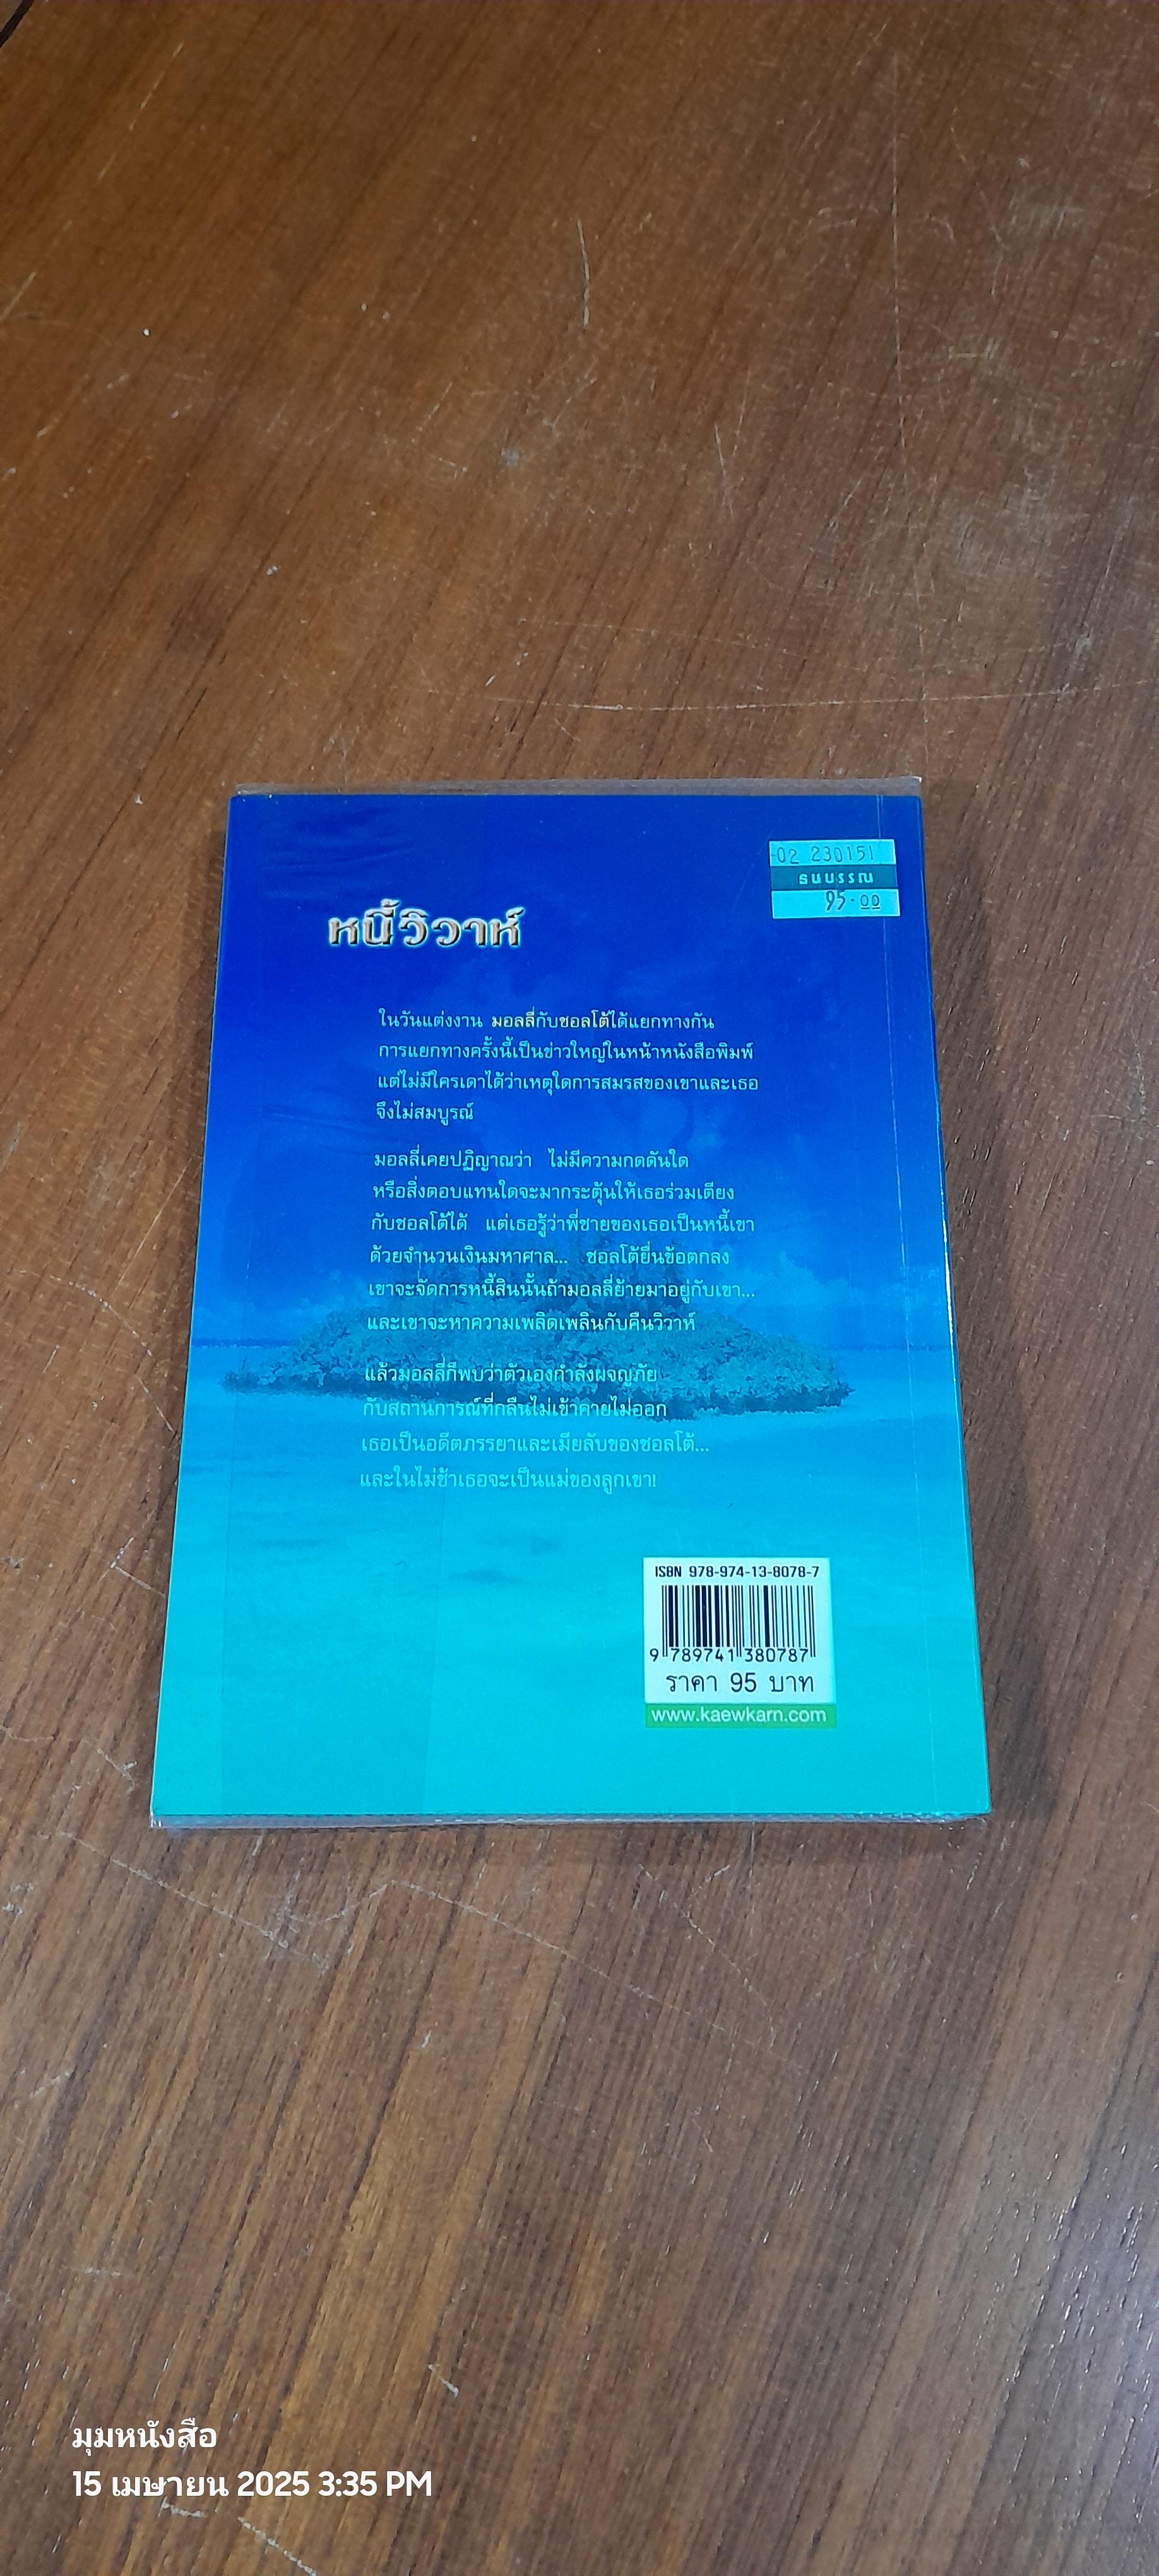 02 230151
ธนบรรณ
95.00
หนี้วิวาห์
ในวันแต่งงาน มอลลี่กับชอลโต้ได้แยกทางกัน
การแยกทางครั้งนี้เป็นข่าวใหญ่ในหน้าหนังสือพิมพ์
แต่ไม่มีใครเดาได้ว่าเหตุใดการสมรสของเขาและเธอ
จึงไม่สมบูรณ์
มอลลี่เคยปฏิญาณว่า ไม่มีความกดดันใด
หรือสิ่งตอบแทนใดจะมากระตุ้นให้เธอร่วมเตียง
กับชอลโต้ได้ แต่เธอรู้ว่าพี่ชายของเธอเป็นหนี้เขา
ด้วยจำนวนเงินมหาศาล... ชอลโต้ยื่นข้อตกลง
เขาจะจัดการหนี้สินนั้นถ้ามอลลี่ย้ายมาอยู่กับเขา...
และเขาจะหาความเพลิดเพลินกับคืนวิวาห์
แล้วมอลลี่ก็พบว่าตัวเองกำลังผจญภัย
กับสถานการณ์ที่กลืนไม่เข้าคายไม่ออก
เธอเป็นอดีตภรรยาและเมียลับของชอลโต้...
และในไม่ช้าเธอจะเป็นแม่ของลูกเขา!
ISBN 978-974-13-8078-7
9 789741 380787
ราคา 95 บาท
www.kaewkarn.com
มุมหนังสือ
15 เมษายน 2025 3:35 PM